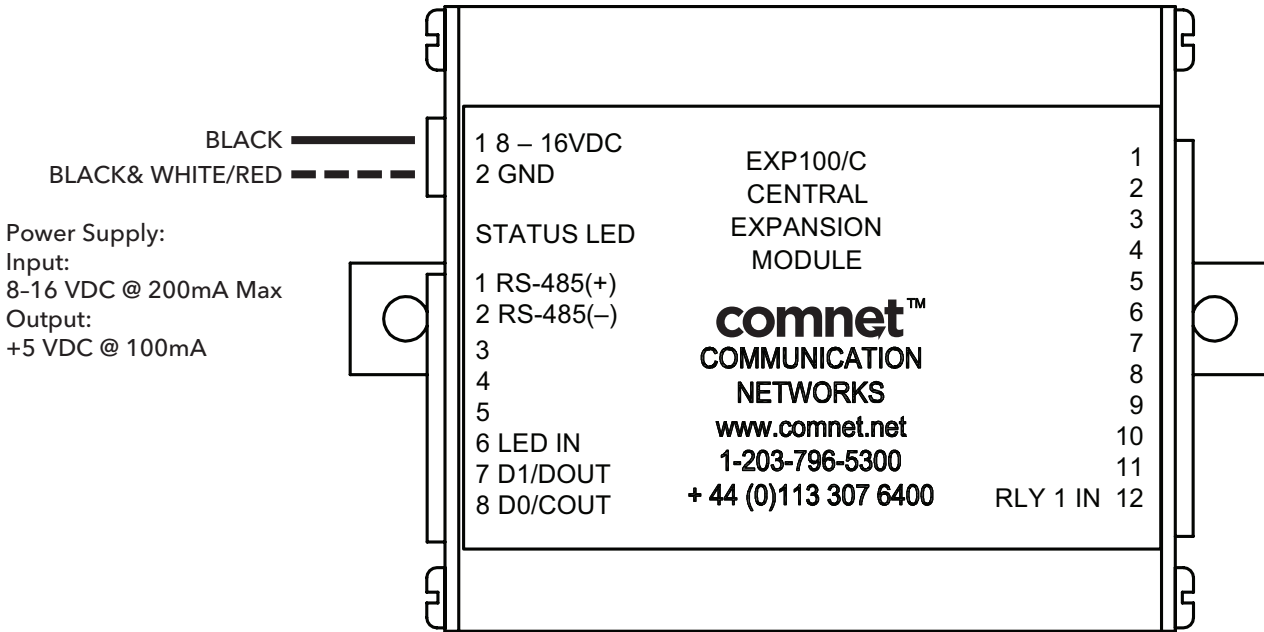 BLACK
BLACK& WHITE/RED
Power Supply:
Input:
8–16 VDC @ 200mA Max
Output:
+5 VDC @ 100mA
1 8 – 16VDC
2 GND
STATUS LED
1 RS-485(+)
2 RS-485(–)
3
4
5
6 LED IN
7 D1/DOUT
8 D0/COUT
EXP100/C
CENTRAL
EXPANSION
MODULE
comnet™
COMMUNICATION
NETWORKS
www.comnet.net
1-203-796-5300
+ 44 (0)113 307 6400
1
2
3
4
5
6
7
8
9
10
11
RLY 1 IN 12